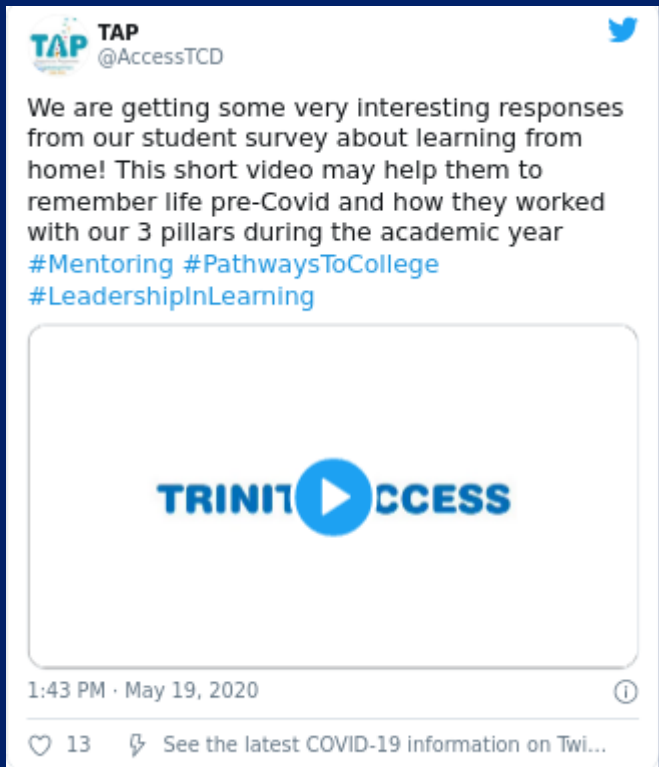 TAP
TAP
@AccessTCD
We are getting some very interesting responses
from our student survey about learning from
home! This short video may help them to
remember life pre-Covid and how they worked
with our 3 pillars during the academic year
#Mentoring #PathwaysToCollege
#LeadershipInLearning
TRINIT CCESS
1:43 PM · May 19, 2020
13 See the latest COVID-19 information on Twi...